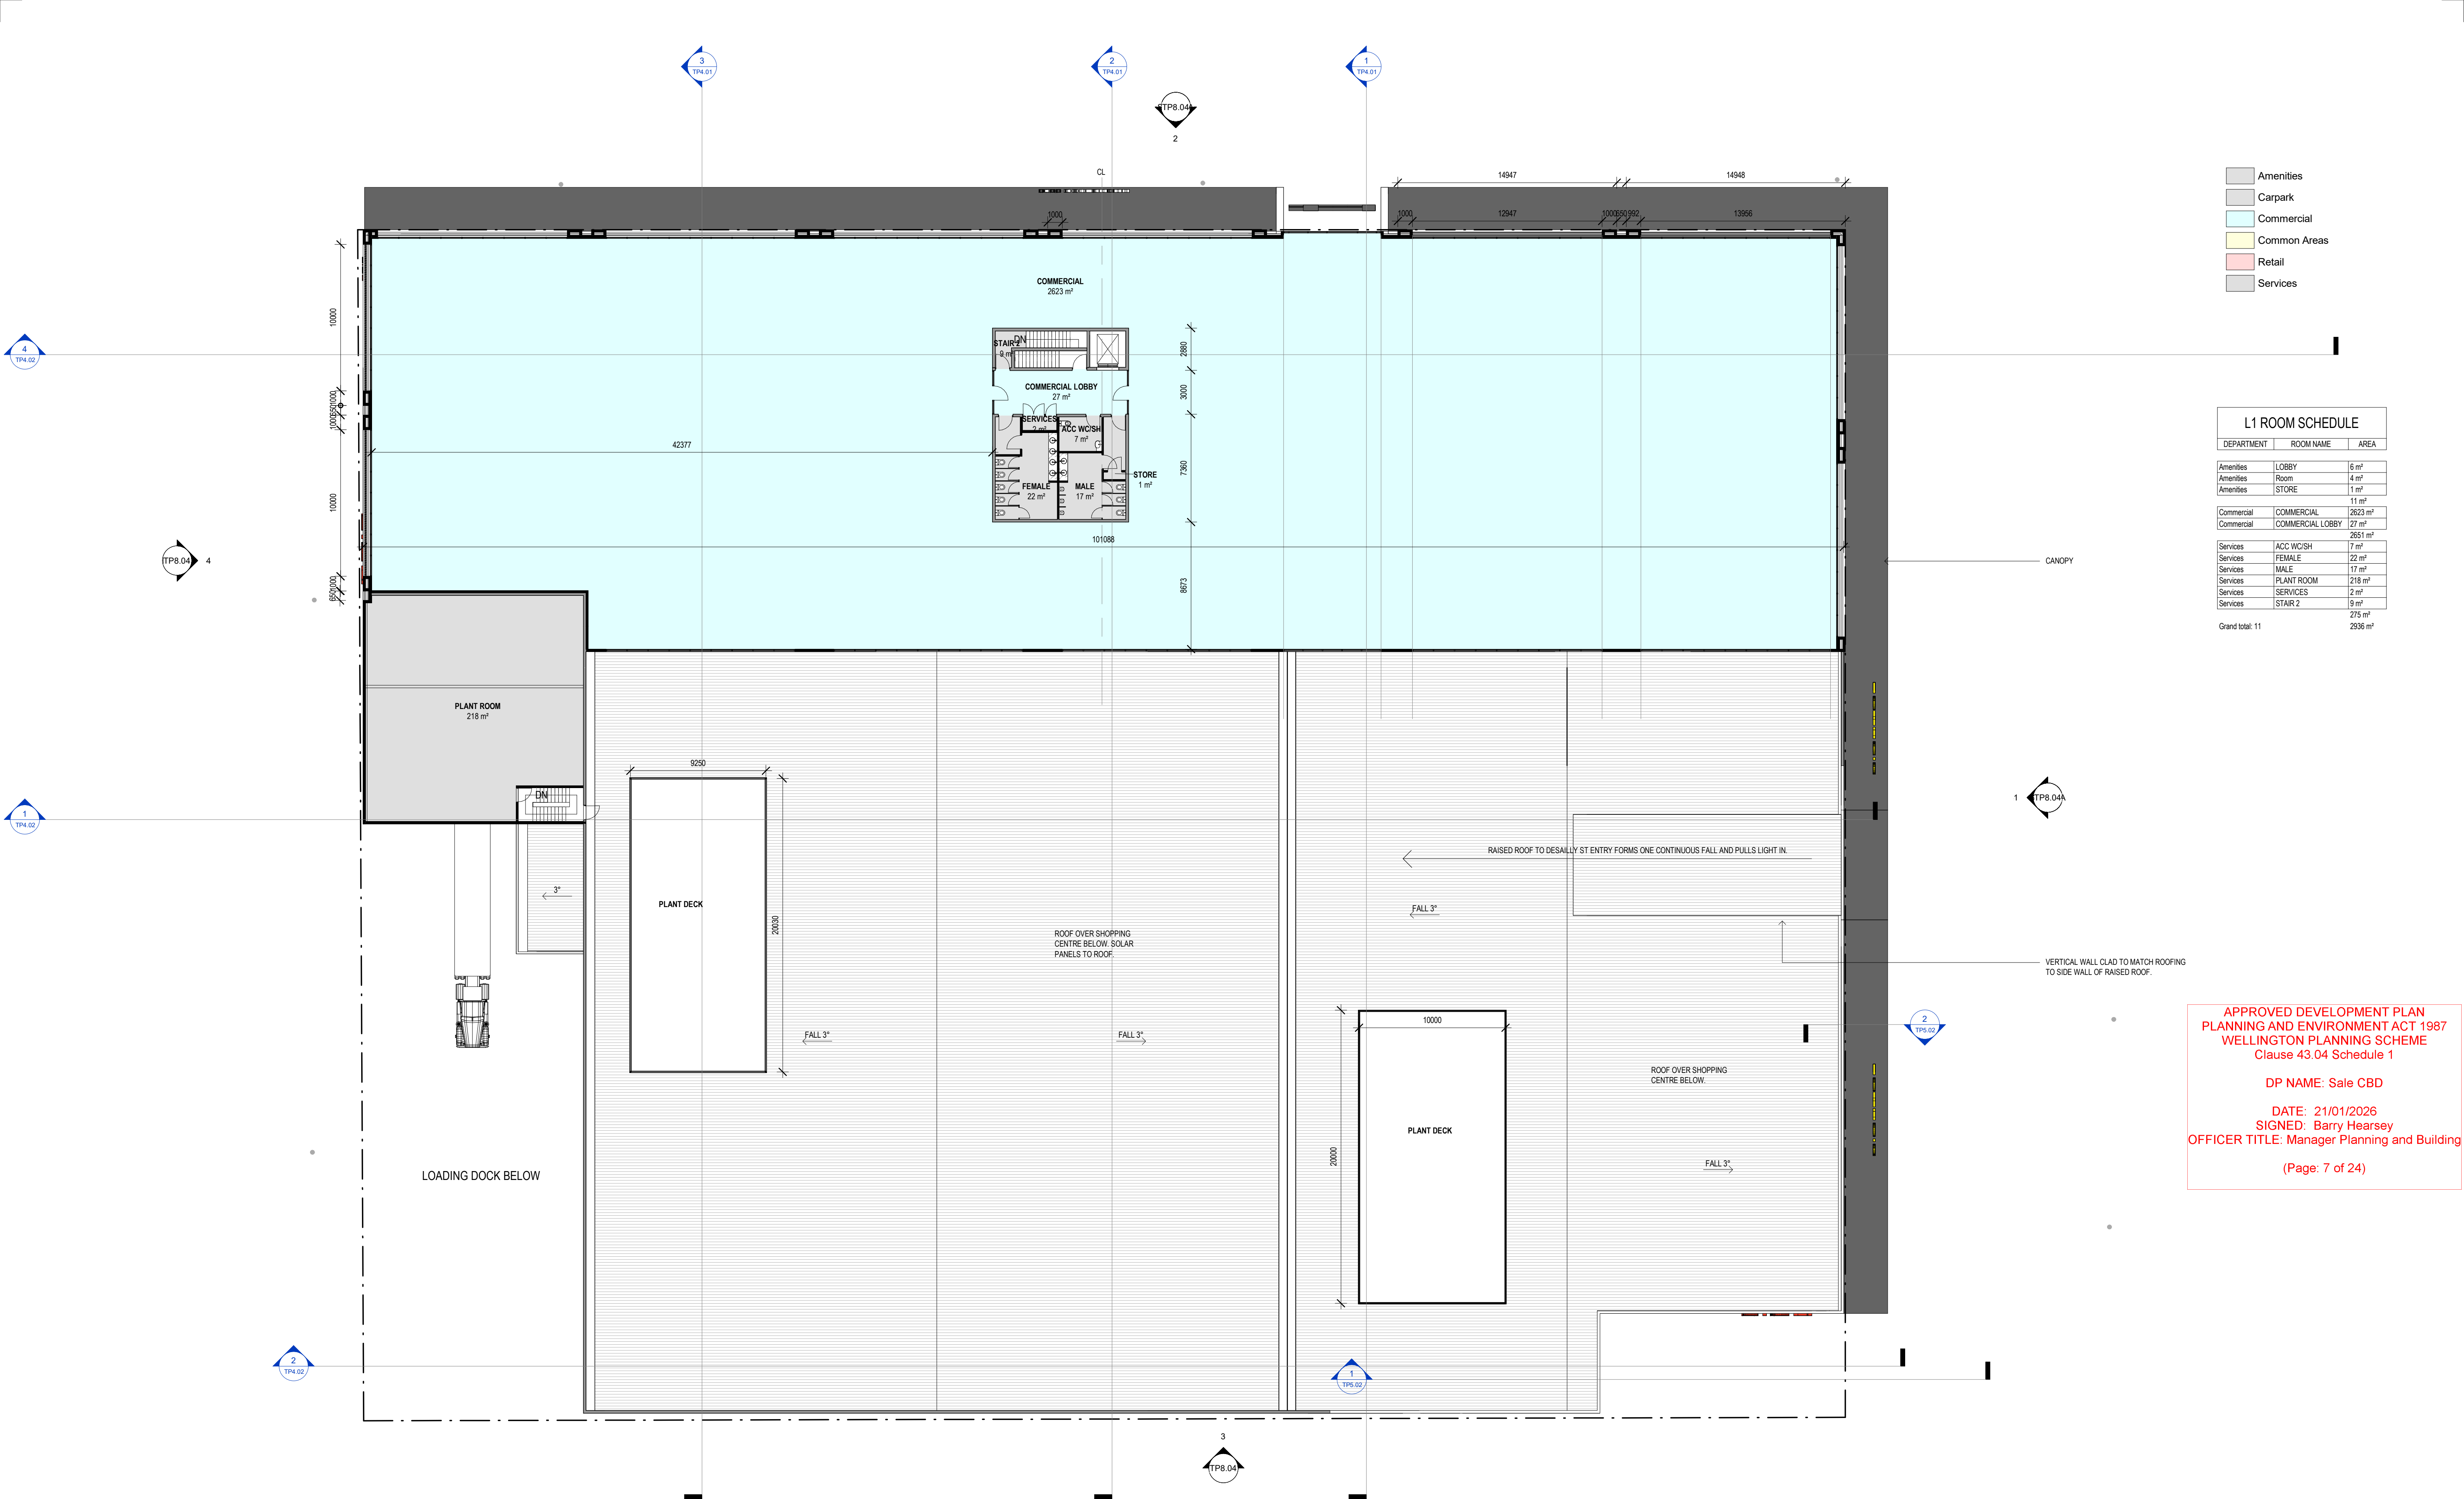 3
TP4.01
2
TP4.01
1
TP4.01
2
CL
14947
14948
1000
1000
12947
1000
650
992
13956
Amenities
Carpark
Commercial
Common Areas
Retail
Services
COMMERCIAL
2623 m²
10000
4
TP4.02
STAIR 2
9 m²
DN
2880
COMMERCIAL LOBBY
27 m²
3000
1000
650
1000
SERVICES
2 m²
ACC WC/SH
7 m²
42377
7360
STORE
1 m²
FEMALE
22 m²
MALE
17 m²
10000
101088
TP8.04
4
1000
650
8673
CANOPY
L1 ROOM SCHEDULE
DEPARTMENT ROOM NAME AREA
Amenities LOBBY 6 m²
Amenities Room 4 m²
Amenities STORE 1 m²
11 m²
Commercial COMMERCIAL 2623 m²
Commercial COMMERCIAL LOBBY 27 m²
2651 m²
Services ACC WC/SH 7 m²
Services FEMALE 22 m²
Services MALE 17 m²
Services PLANT ROOM 218 m²
Services SERVICES 2 m²
Services STAIR 2 9 m²
275 m²
Grand total: 11 2936 m²
PLANT ROOM
218 m²
9250
DN
1
TP4.02
1
TP8.04
RAISED ROOF TO DESAILLY ST ENTRY FORMS ONE CONTINUOUS FALL AND PULLS LIGHT IN.
3°
PLANT DECK
20030
FALL 3°
ROOF OVER SHOPPING
CENTRE BELOW. SOLAR
PANELS TO ROOF.
VERTICAL WALL CLAD TO MATCH ROOFING
TO SIDE WALL OF RAISED ROOF.
FALL 3°
FALL 3°
10000
2
TP5.02
ROOF OVER SHOPPING
CENTRE BELOW.
PLANT DECK
20000
FALL 3°
LOADING DOCK BELOW
APPROVED DEVELOPMENT PLAN
PLANNING AND ENVIRONMENT ACT 1987
WELLINGTON PLANNING SCHEME
Clause 43.04 Schedule 1
DP NAME: Sale CBD
DATE: 21/01/2026
SIGNED: Barry Hearsey
OFFICER TITLE: Manager Planning and Building
(Page: 7 of 24)
2
TP4.02
1
TP5.02
3
TP8.04